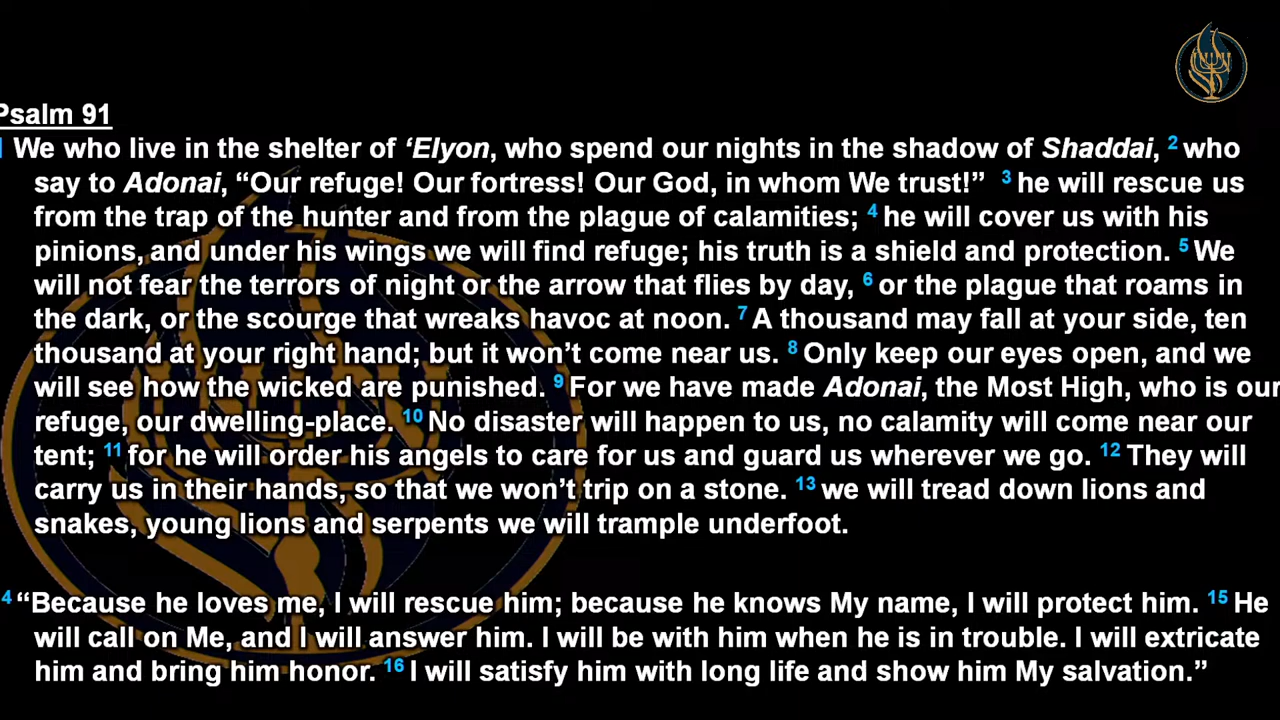 Psalm 91
1 We who live in the shelter of ‘Elyon, who spend our nights in the shadow of Shaddai, 2 who
say to Adonai, “Our refuge! Our fortress! Our God, in whom We trust!” 3 he will rescue us
from the trap of the hunter and from the plague of calamities; 4 he will cover us with his
pinions, and under his wings we will find refuge; his truth is a shield and protection. 5 We
will not fear the terrors of night or the arrow that flies by day, 6 or the plague that roams in
the dark, or the scourge that wreaks havoc at noon. 7 A thousand may fall at your side, ten
thousand at your right hand; but it won’t come near us. 8 Only keep our eyes open, and we
will see how the wicked are punished. 9 For we have made Adonai, the Most High, who is our
refuge, our dwelling-place. 10 No disaster will happen to us, no calamity will come near our
tent; 11 for he will order his angels to care for us and guard us wherever we go. 12 They will
carry us in their hands, so that we won’t trip on a stone. 13 we will tread down lions and
snakes, young lions and serpents we will trample underfoot.
4 “Because he loves me, I will rescue him; because he knows My name, I will protect him. 15 He
will call on Me, and I will answer him. I will be with him when he is in trouble. I will extricate
him and bring him honor. 16 I will satisfy him with long life and show him My salvation.”